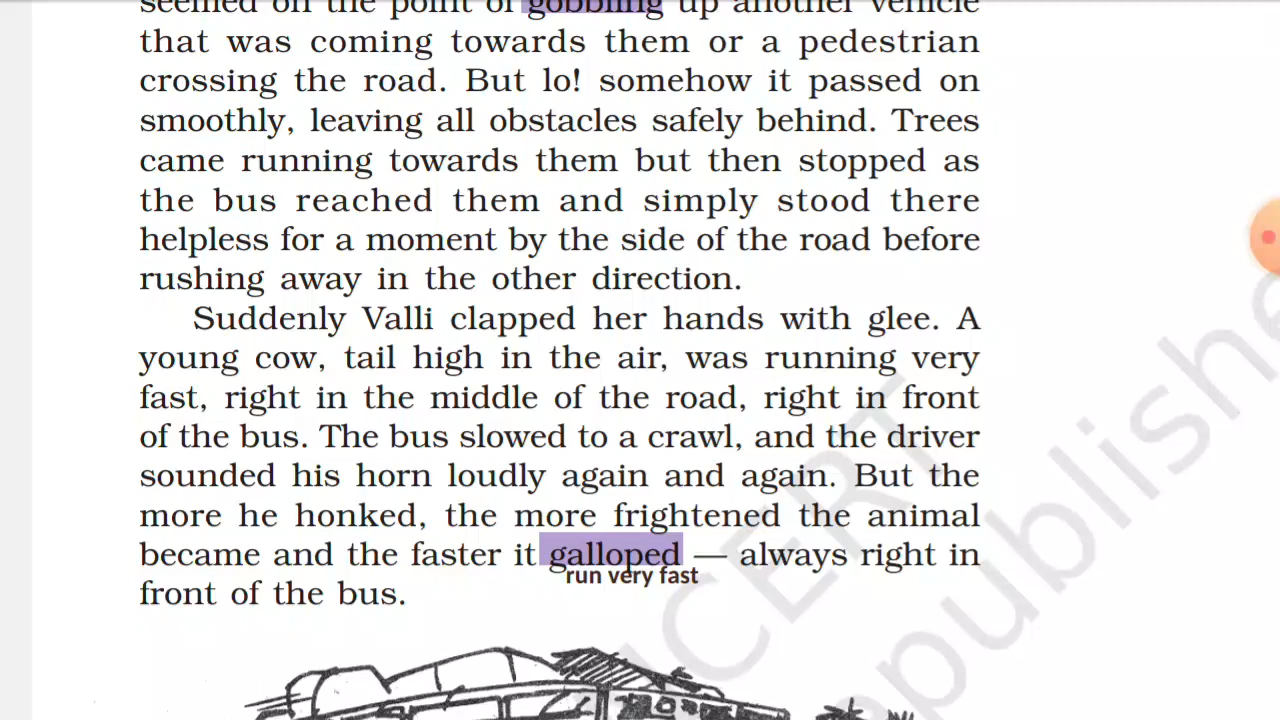 seemed on the point of gobbling up another vehicle
that was coming towards them or a pedestrian
crossing the road. But lo! somehow it passed on
smoothly, leaving all obstacles safely behind. Trees
came running towards them but then stopped as
the bus reached them and simply stood there
helpless for a moment by the side of the road before
rushing away in the other direction.
Suddenly Valli clapped her hands with glee. A
young cow, tail high in the air, was running very
fast, right in the middle of the road, right in front
of the bus. The bus slowed to a crawl, and the driver
sounded his horn loudly again and again. But the
more he honked, the more frightened the animal
became and the faster it galloped — always right in
run very fast
front of the bus.
NCERT
republishe